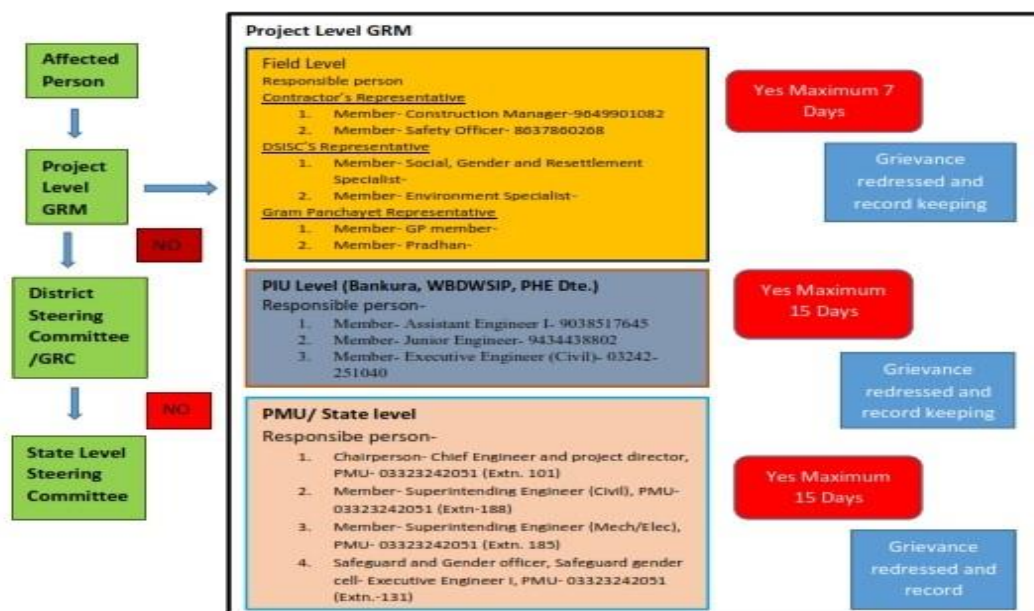 Affected
Person
Project
Level
GRM
NO
District
Steering
Committee
/GRC
NO
State Level
Steering
Committee
Project Level GRM
Field Level
Responsible person
Contractor's Representative
1. Member- Construction Manager-9649901082
2. Member- Safety Officer- 8637860268
DSISC'S Representative
1. Member- Social, Gender and Resettlement
Specialist-
2. Member- Environment Specialist-
Gram Panchayet Representative
1. Member- GP member-
2. Member- Pradhan-
Yes Maximum 7
Days
Grievance
redressed and
record keeping
PIU Level (Bankura, WBDWSIP, PHE Dte.)
Responsible person-
1. Member- Assistant Engineer I- 9038517645
2. Member- Junior Engineer- 9434438802
3. Member- Executive Engineer (Civil)- 03242-
251040
Yes Maximum
15 Days
Grievance
redressed and
record keeping
PMU/ State level
Responsibe person-
1. Chairperson- Chief Engineer and project director,
PMU- 03323242051 (Extn. 101)
2. Member- Superintending Engineer (Civil), PMU-
03323242051 (Extn-188)
3. Member- Superintending Engineer (Mech/Elec),
PMU- 03323242051 (Extn. 185)
4. Safeguard and Gender officer, Safeguard gender
cell- Executive Engineer I, PMU- 03323242051
(Extn.-131)
Yes Maximum
15 Days
Grievance
redressed and
record